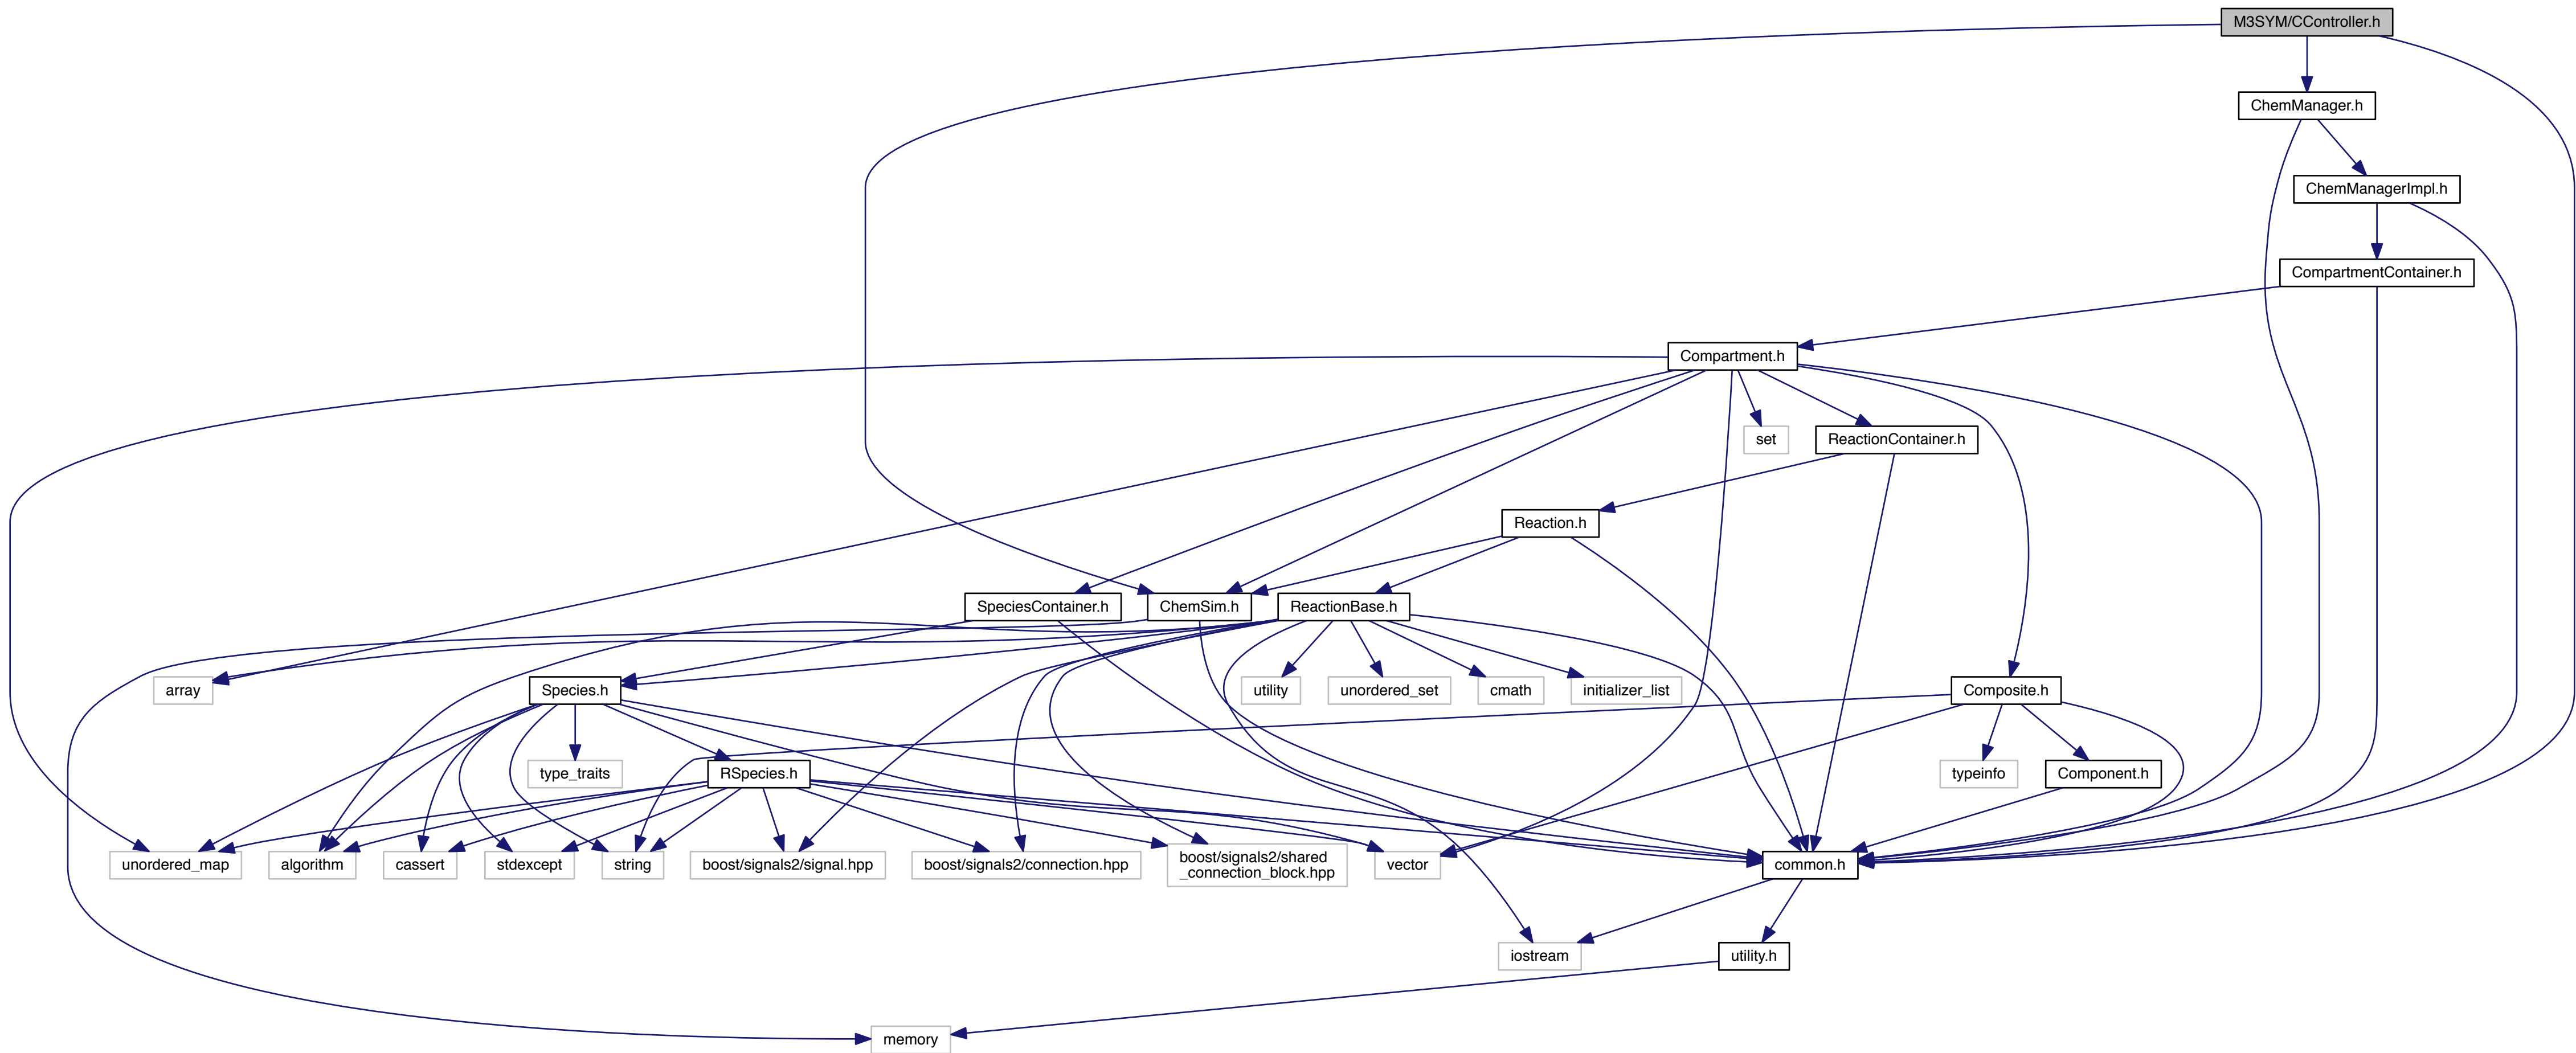 M3SYM/CController.h
ChemManager.h
ChemManagerImpl.h
CompartmentContainer.h
Compartment.h
set
ReactionContainer.h
Reaction.h
SpeciesContainer.h
ChemSim.h
ReactionBase.h
array
Species.h
utility
unordered_set
cmath
initializer_list
Composite.h
type_traits
RSpecies.h
typeinfo
Component.h
unordered_map
algorithm
cassert
stdexcept
string
boost/signals2/signal.hpp
boost/signals2/connection.hpp
boost/signals2/shared
_connection_block.hpp
vector
common.h
iostream
utility.h
memory